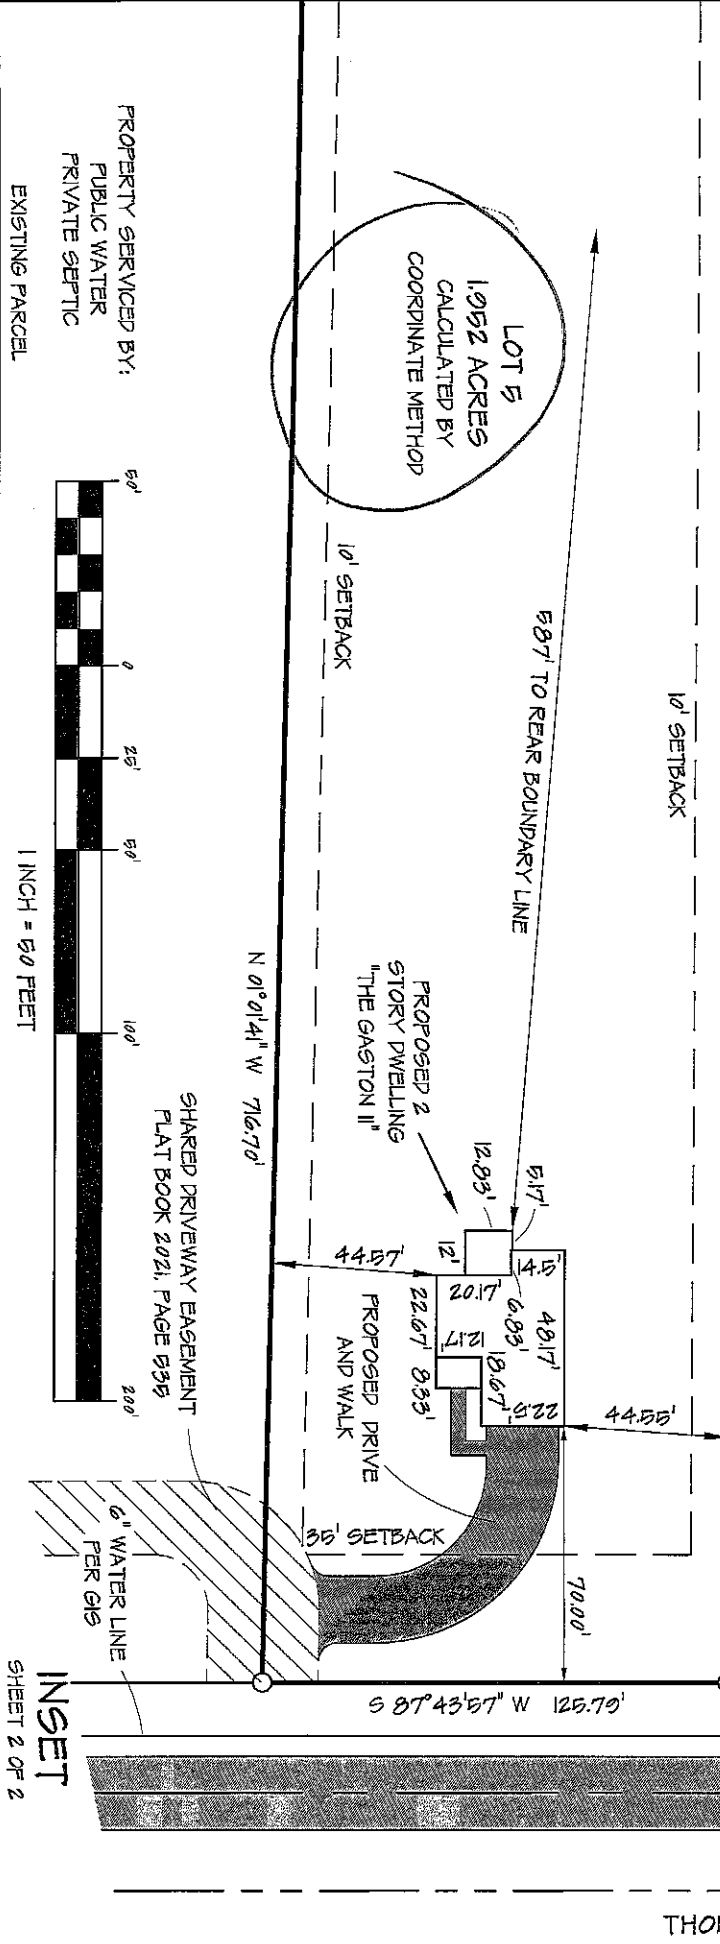 PROPERTY SERVICED BY:
PUBLIC WATER
PRIVATE SEPTIC
EXISTING PARCEL
LOT 5
1.952 ACRES
CALCULATED BY
COORDINATE METHOD
10' SETBACK
10' SETBACK
587' TO REAR BOUNDARY LINE
PROPOSED 2
STORY DWELLING
"THE GASTON II"
12.83'
5.17'
12'
14.5'
20.17'
6.83'
48.17'
22.67'
12.17'
18.67'
8.33'
22.5'
44.57'
44.55'
PROPOSED DRIVE
AND WALK
N 01°01'41" W 716.70'
SHARED DRIVEWAY EASEMENT
PLAT BOOK 2021, PAGE 535
35' SETBACK
70.00'
6" WATER LINE
PER GIS
S 87°43'57" W 125.79'
50'
0
25'
50'
100'
200'
1 INCH = 50 FEET
INSET
SHEET 2 OF 2